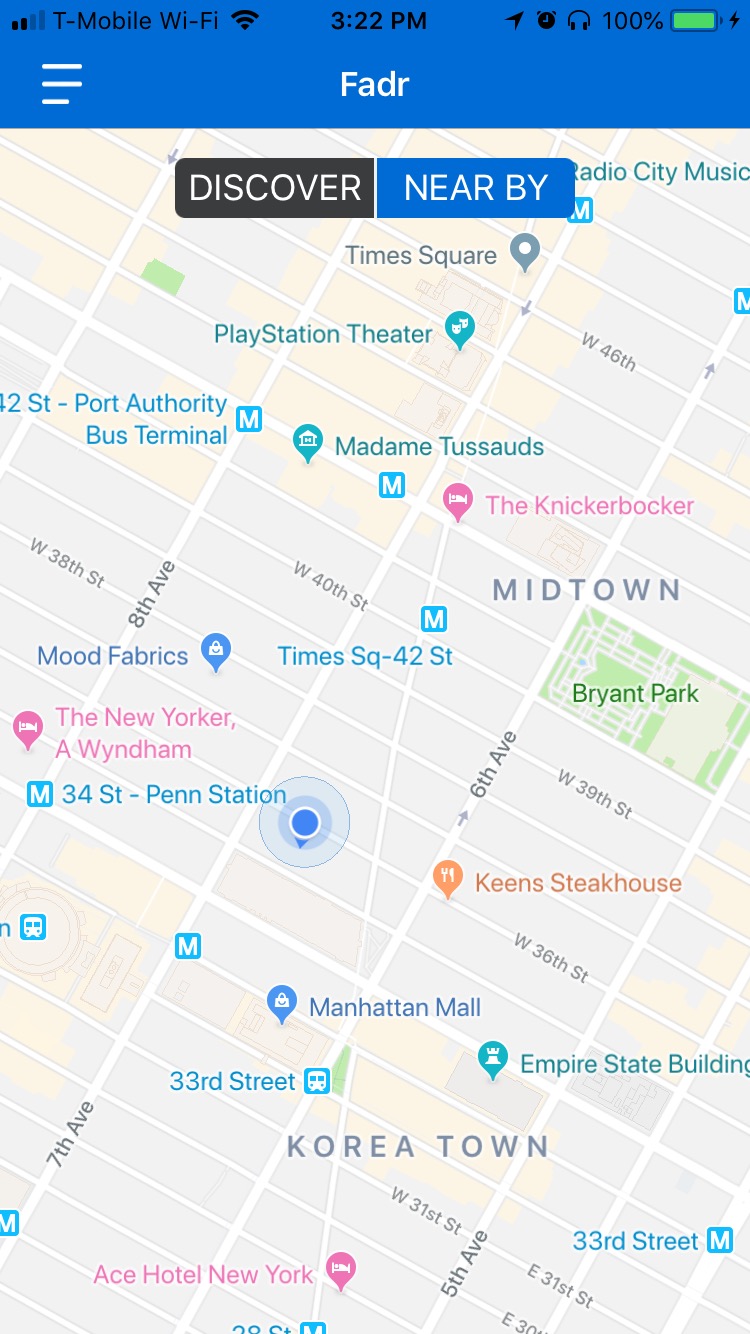 T-Mobile Wi-Fi 3:22 PM 100%
Fadr
DISCOVER NEAR BY
Radio City Music
M
Times Square
M
PlayStation Theater
W 46th
42 St - Port Authority
Bus Terminal
M
Madame Tussauds
M
The Knickerbocker
W 38th St
8th Ave
W 40th St
MIDTOWN
M
Mood Fabrics
Times Sq-42 St
Bryant Park
The New Yorker,
A Wyndham
6th Ave
M 34 St - Penn Station
W 39th St
Keens Steakhouse
n
M
W 36th St
Manhattan Mall
Empire State Building
33rd Street
7th Ave
KOREA TOWN
W 31st St
M
33rd Street M
5th Ave
Ace Hotel New York
E 31st St
28 St M
E 30